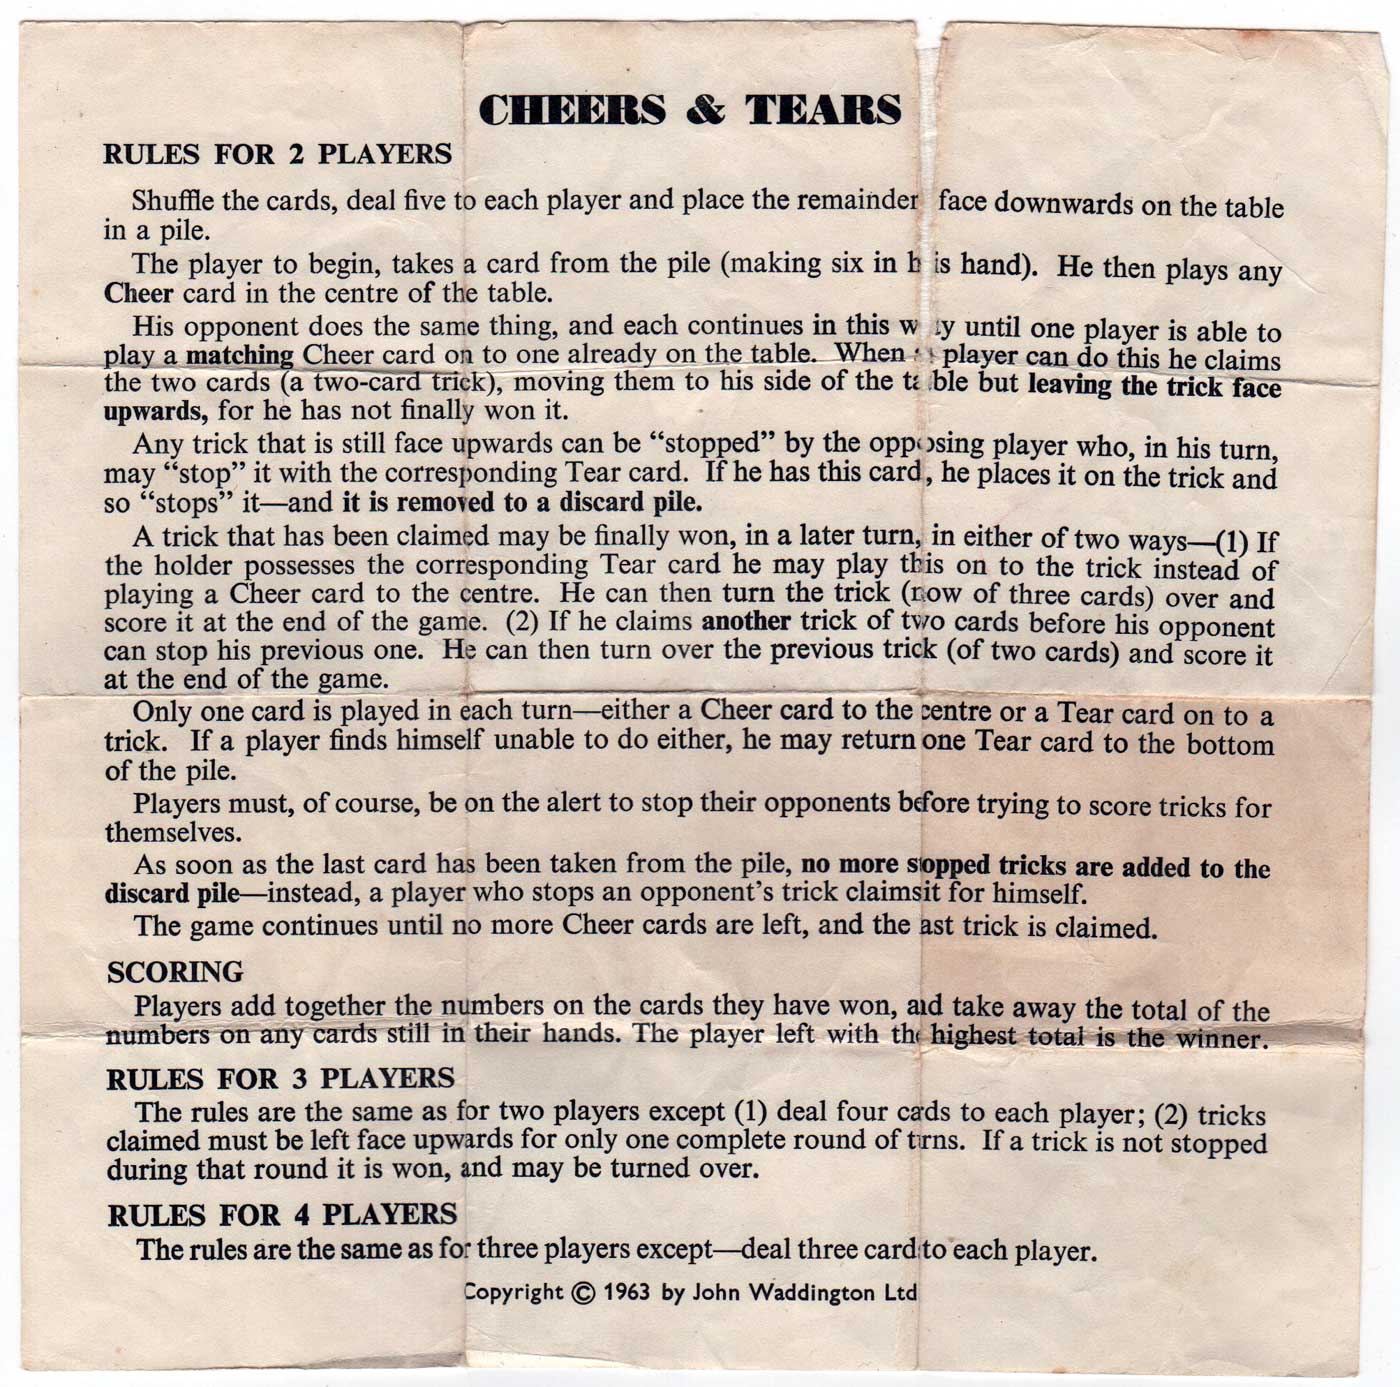 CHEERS & TEARS
RULES FOR 2 PLAYERS
Shuffle the cards, deal five to each player and place the remainder face downwards on the table
in a pile.
The player to begin, takes a card from the pile (making six in his hand). He then plays any
Cheer card in the centre of the table.
His opponent does the same thing, and each continues in this way until one player is able to
play a matching Cheer card on to one already on the table. When a player can do this he claims
the two cards (a two-card trick), moving them to his side of the table but leaving the trick face
upwards, for he has not finally won it.
Any trick that is still face upwards can be “stopped” by the opposing player who, in his turn,
may “stop” it with the corresponding Tear card. If he has this card, he places it on the trick and
so “stops” it—and it is removed to a discard pile.
A trick that has been claimed may be finally won, in a later turn, in either of two ways—(1) If
the holder possesses the corresponding Tear card he may play this on to the trick instead of
playing a Cheer card to the centre. He can then turn the trick (now of three cards) over and
score it at the end of the game. (2) If he claims another trick of two cards before his opponent
can stop his previous one. He can then turn over the previous trick (of two cards) and score it
at the end of the game.
Only one card is played in each turn—either a Cheer card to the centre or a Tear card on to a
trick. If a player finds himself unable to do either, he may return one Tear card to the bottom
of the pile.
Players must, of course, be on the alert to stop their opponents before trying to score tricks for
themselves.
As soon as the last card has been taken from the pile, no more stopped tricks are added to the
discard pile—instead, a player who stops an opponent’s trick claims it for himself.
The game continues until no more Cheer cards are left, and the last trick is claimed.
SCORING
Players add together the numbers on the cards they have won, and take away the total of the
numbers on any cards still in their hands. The player left with the highest total is the winner.
RULES FOR 3 PLAYERS
The rules are the same as for two players except (1) deal four cards to each player; (2) tricks
claimed must be left face upwards for only one complete round of turns. If a trick is not stopped
during that round it is won, and may be turned over.
RULES FOR 4 PLAYERS
The rules are the same as for three players except—deal three cards to each player.
Copyright © 1963 by John Waddington Ltd